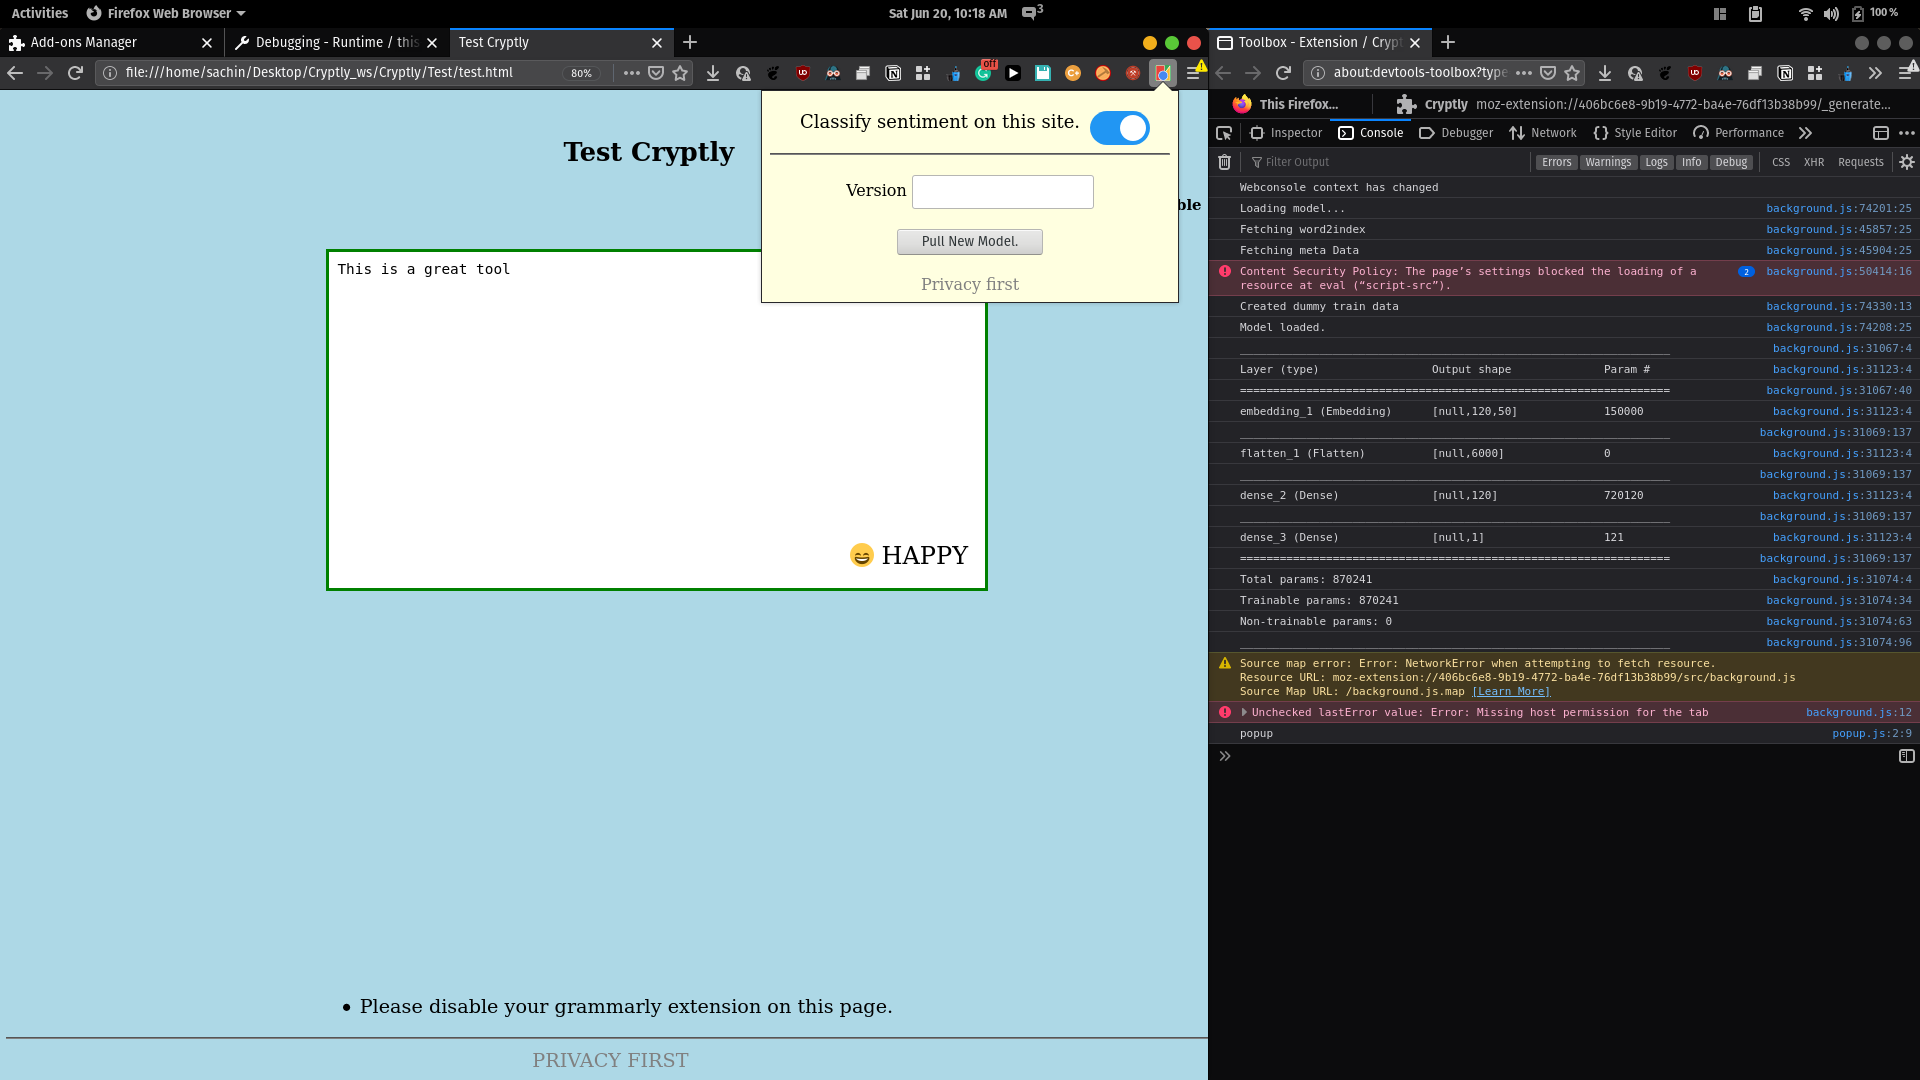 Activities
Firefox Web Browser
Sat Jun 20, 10:18 AM
3
100 %
Add-ons Manager
Debugging - Runtime / this
Test Cryptly
Toolbox - Extension / Crypt
file:///home/sachin/Desktop/Cryptly_ws/Cryptly/Test/test.html
80%
off
about:devtools-toolbox?type
This Firefox...
Cryptly
moz-extension://406bc6e8-9b19-4772-ba4e-76df13b38b99/_generate...
Inspector
Console
Debugger
Network
Style Editor
Performance
Filter Output
Errors
Warnings
Logs
Info
Debug
CSS
XHR
Requests
Classify sentiment on this site.
Version
Pull New Model.
Privacy first
Test Cryptly
ble
This is a great tool
HAPPY
Please disable your grammarly extension on this page.
PRIVACY FIRST
Webconsole context has changed
Loading model... background.js:74201:25
Fetching word2index background.js:45857:25
Fetching meta Data background.js:45904:25
Content Security Policy: The page’s settings blocked the loading of a 2 background.js:50414:16
resource at eval (“script-src”).
Created dummy train data background.js:74330:13
Model loaded. background.js:74208:25
_________________________________________________________________ background.js:31067:4
Layer (type) Output shape Param # background.js:31123:4
================================================================= background.js:31067:40
embedding_1 (Embedding) [null,120,50] 150000 background.js:31123:4
_________________________________________________________________ background.js:31069:137
flatten_1 (Flatten) [null,6000] 0 background.js:31123:4
_________________________________________________________________ background.js:31069:137
dense_2 (Dense) [null,120] 720120 background.js:31123:4
_________________________________________________________________ background.js:31069:137
dense_3 (Dense) [null,1] 121 background.js:31123:4
================================================================= background.js:31069:137
Total params: 870241 background.js:31074:4
Trainable params: 870241 background.js:31074:34
Non-trainable params: 0 background.js:31074:63
_________________________________________________________________ background.js:31074:96
Source map error: Error: NetworkError when attempting to fetch resource.
Resource URL: moz-extension://406bc6e8-9b19-4772-ba4e-76df13b38b99/src/background.js
Source Map URL: /background.js.map [Learn More]
Unchecked lastError value: Error: Missing host permission for the tab background.js:12
popup popup.js:2:9